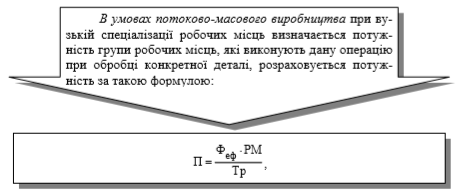 В умовах потоково-масового виробництва при ву-
зькій спеціалізації робочих місць визначається потуж-
ність групи робочих місць, які виконують дану операцію
при обробці конкретної деталі, розраховується потуж-
ність за такою формулою:
П = Феф · РМ / Тр ,